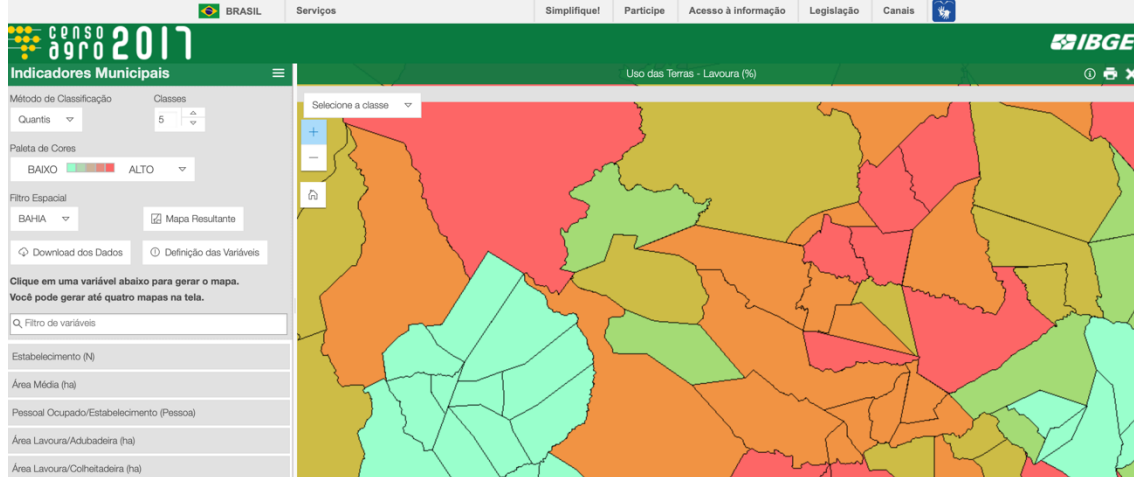 BRASIL Serviços Simplifique! Participe Acesso à informação Legislação Canais
censo agro 2017
IBGE
Indicadores Municipais
Uso das Terras - Lavoura (%)
Método de Classificação Classes
Quantis 5
Selecione a classe
+
−
Paleta de Cores
BAIXO ALTO
Filtro Espacial
BAHIA Mapa Resultante
Download dos Dados Definição das Variáveis
Clique em uma variável abaixo para gerar o mapa.
Você pode gerar até quatro mapas na tela.
Filtro de variáveis
Estabelecimento (N)
Área Média (ha)
Pessoal Ocupado/Estabelecimento (Pessoa)
Área Lavoura/Adubadeira (ha)
Área Lavoura/Colheitadeira (ha)